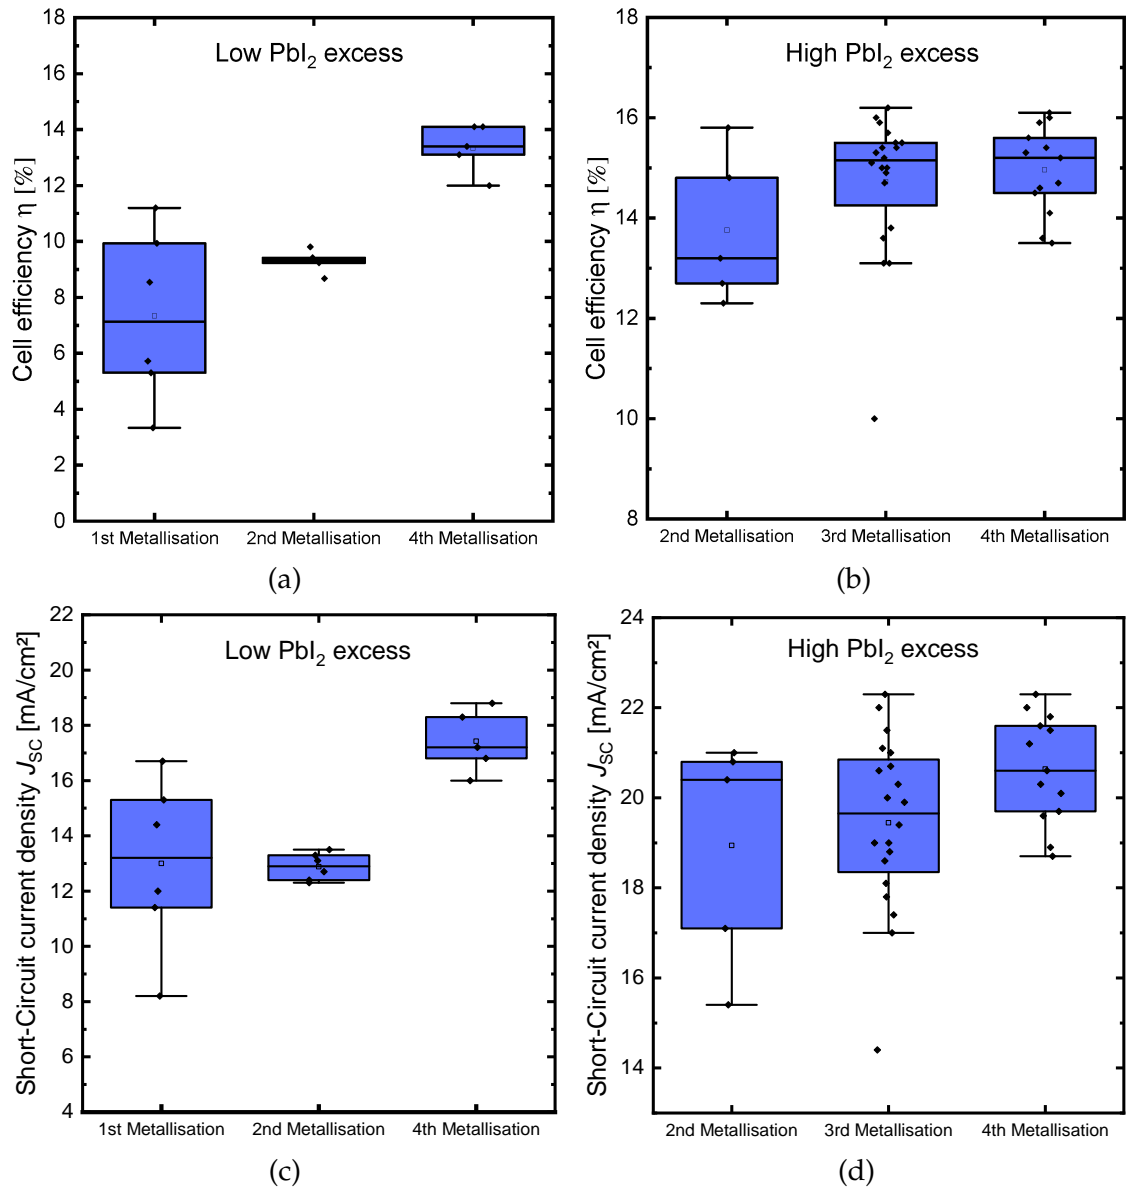 Low PbI₂ excess
Cell efficiency η [%]
18
16
14
12
10
8
6
4
2
0
1st Metallisation
2nd Metallisation
4th Metallisation
(a)
High PbI₂ excess
Cell efficiency η [%]
18
16
14
12
10
8
2nd Metallisation
3rd Metallisation
4th Metallisation
(b)
Low PbI₂ excess
Short-Circuit current density J_SC [mA/cm²]
22
20
18
16
14
12
10
8
6
4
1st Metallisation
2nd Metallisation
4th Metallisation
(c)
High PbI₂ excess
Short-Circuit current density J_SC [mA/cm²]
24
22
20
18
16
14
2nd Metallisation
3rd Metallisation
4th Metallisation
(d)